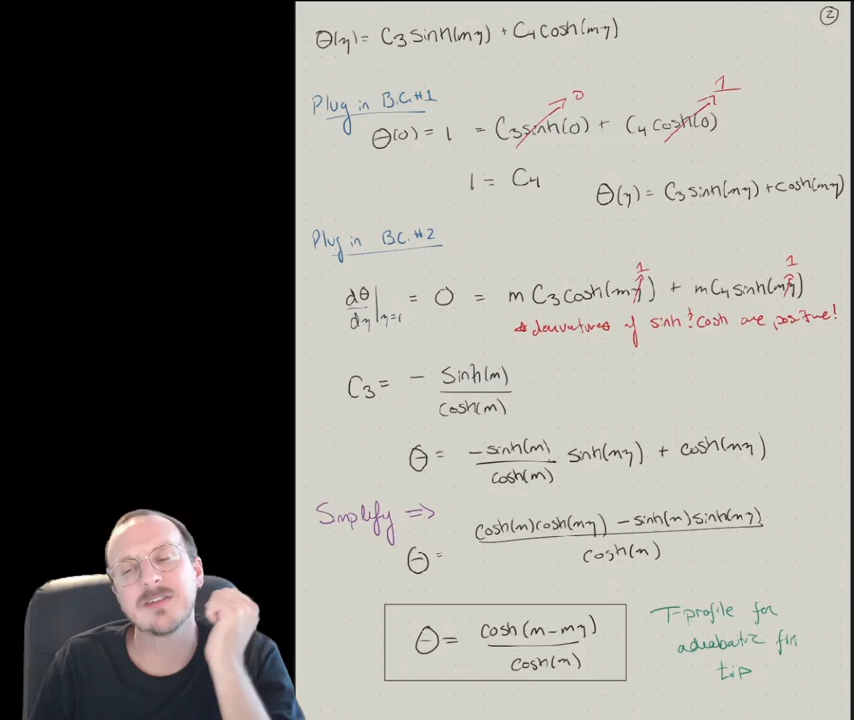 ②
Θ(η) = C3 sinh(mη) + C4 cosh(mη)
Plug in B.C. #1
Θ(0) = 1 = C3 sinh(0) + C4 cosh(0)
0
1
1 = C4
Θ(η) = C3 sinh(mη) + cosh(mη)
Plug in B.C. #2
dΘ/dη|η=1 = 0 = m C3 cosh(mη) + m C4 sinh(mη)
1
1
* derivatives of sinh & cosh are positive!
C3 = - sinh(m)/cosh(m)
Θ = -sinh(m)/cosh(m) sinh(mη) + cosh(mη)
Simplify =>
Θ = cosh(m)cosh(mη) - sinh(m)sinh(mη)/cosh(m)
Θ = cosh(m-mη)/cosh(m)
T-profile for
adiabatic fin
tip